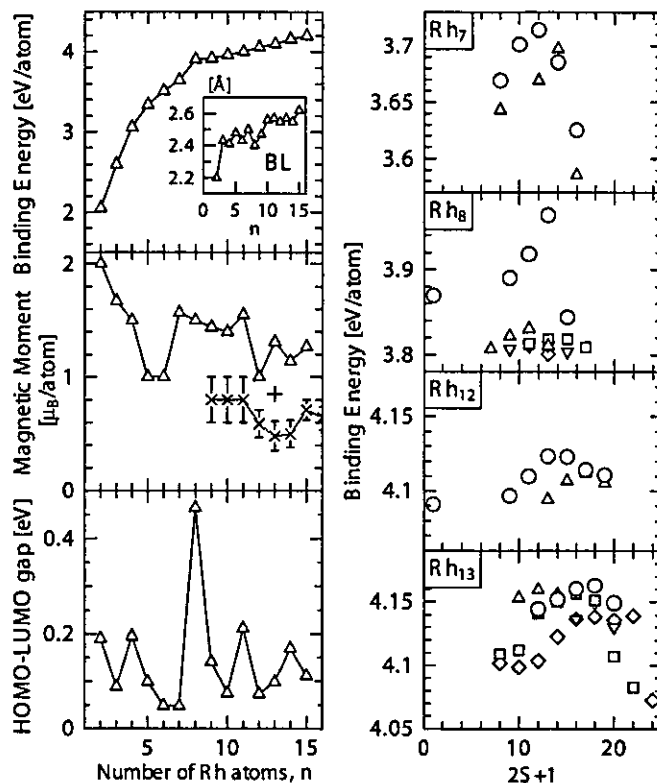 Binding Energy [eV/atom]
4
3
2
[Å]
2.6
2.4
2.2
BL
0
5
10
15
n
Magnetic Moment
[μB/atom]
2
1
0
HOMO-LUMO gap [eV]
0.4
0.2
0
5
10
15
Number of Rh atoms, n
Binding Energy [eV/atom]
Rh7
3.7
3.65
3.6
Rh8
3.9
3.8
Rh12
4.15
4.1
Rh13
4.15
4.1
4.05
0
10
20
2S+1